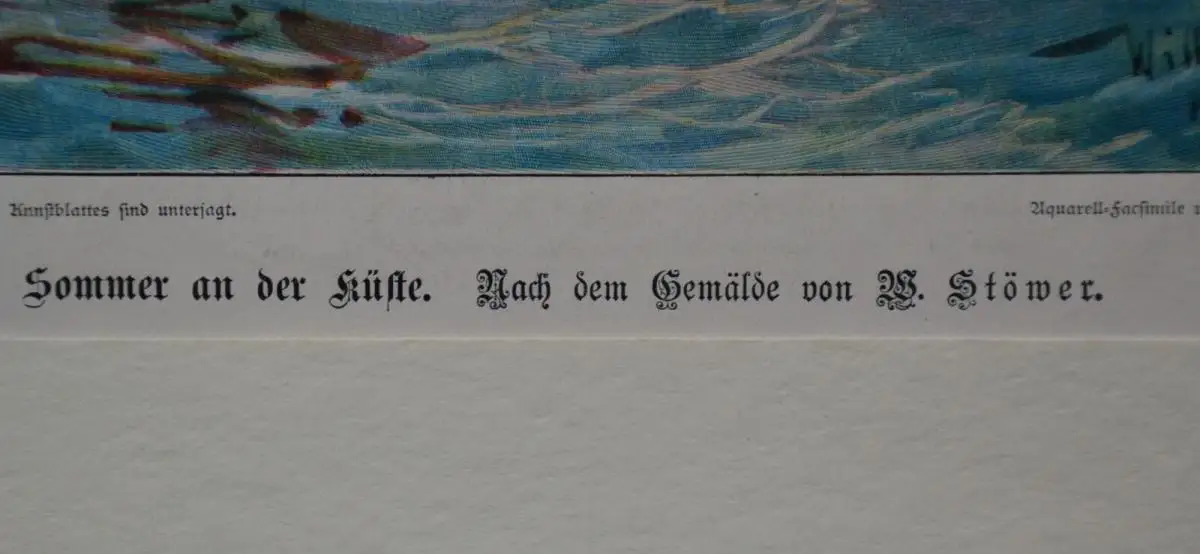 Kunstblattes sind untersagt.
Aquarell-Facsimile
Sommer an der Küste. Nach dem Gemälde von W. Stöwer.